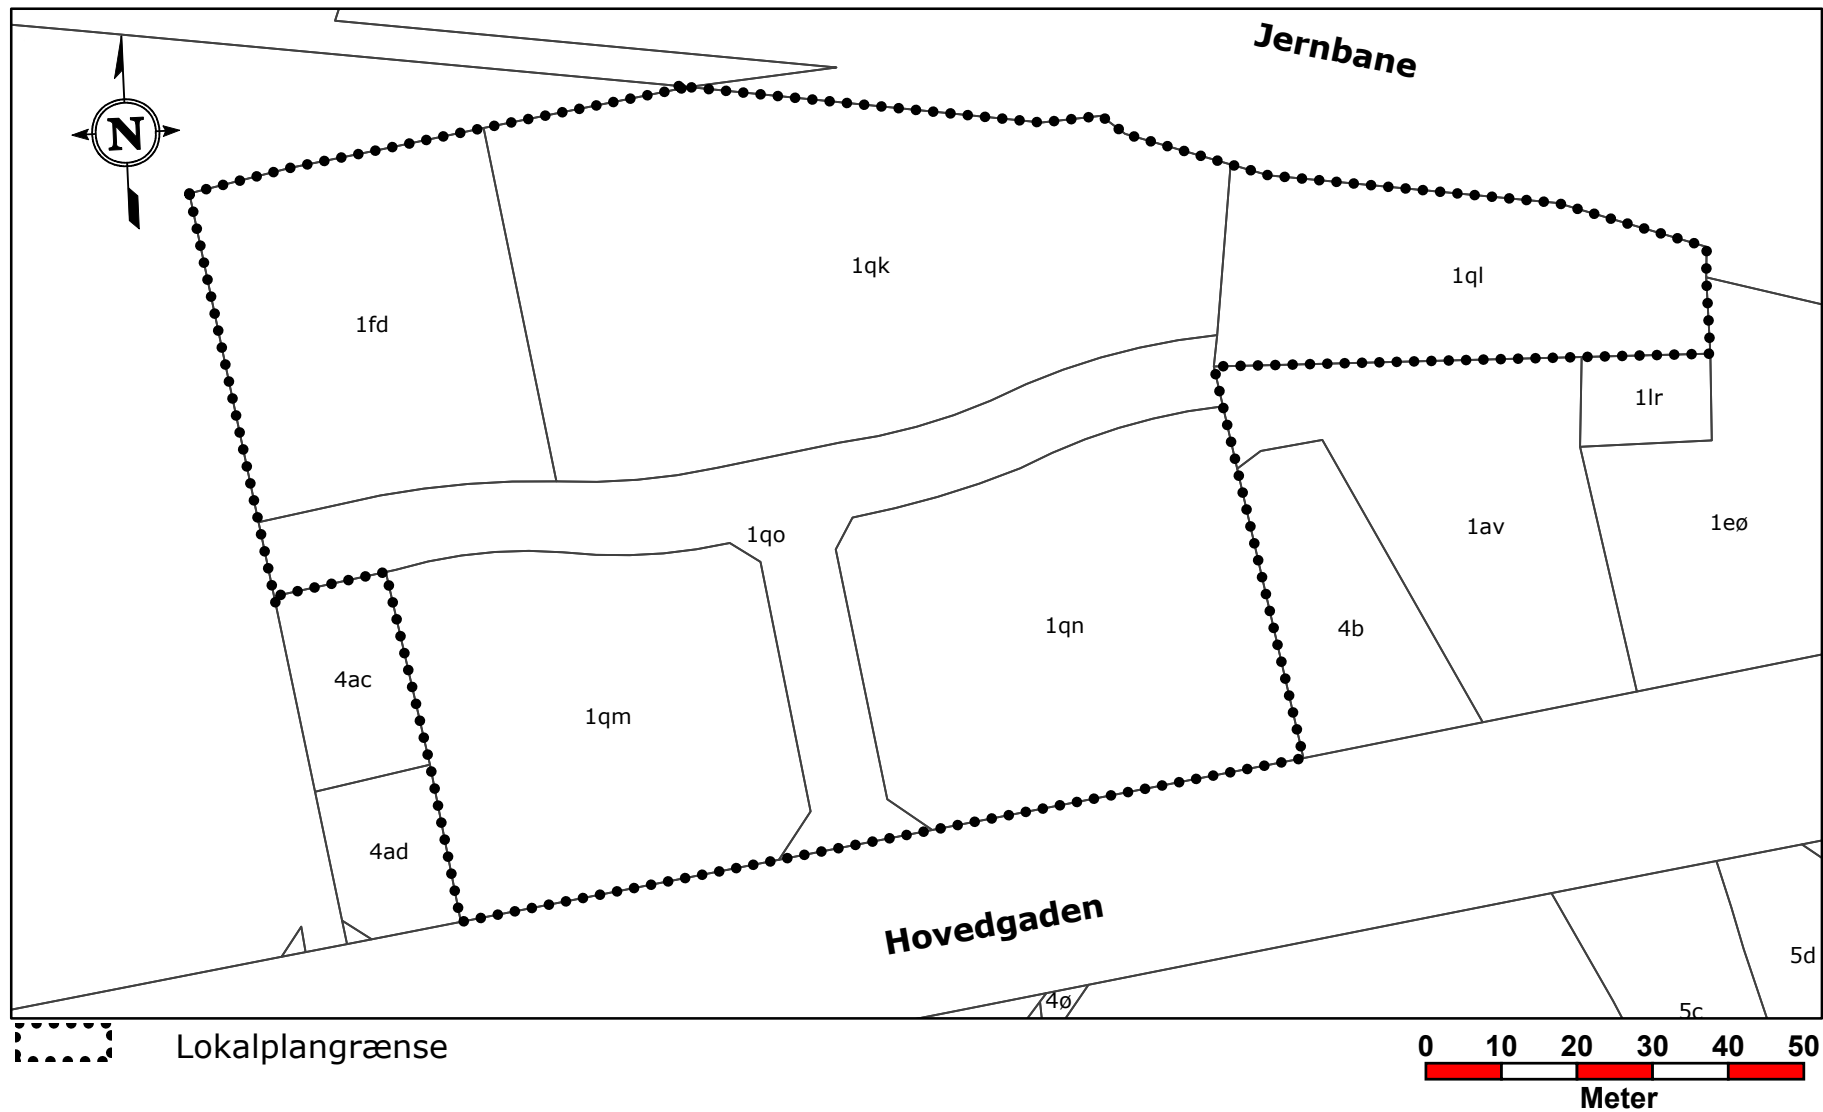 Jernbane
N
1qk
1ql
1fd
1lr
1qo
1av
1eø
1qn
4b
4ac
1qm
4ad
Hovedgaden
5d
4ø
5c
Lokalplangrænse
0 10 20 30 40 50
Meter